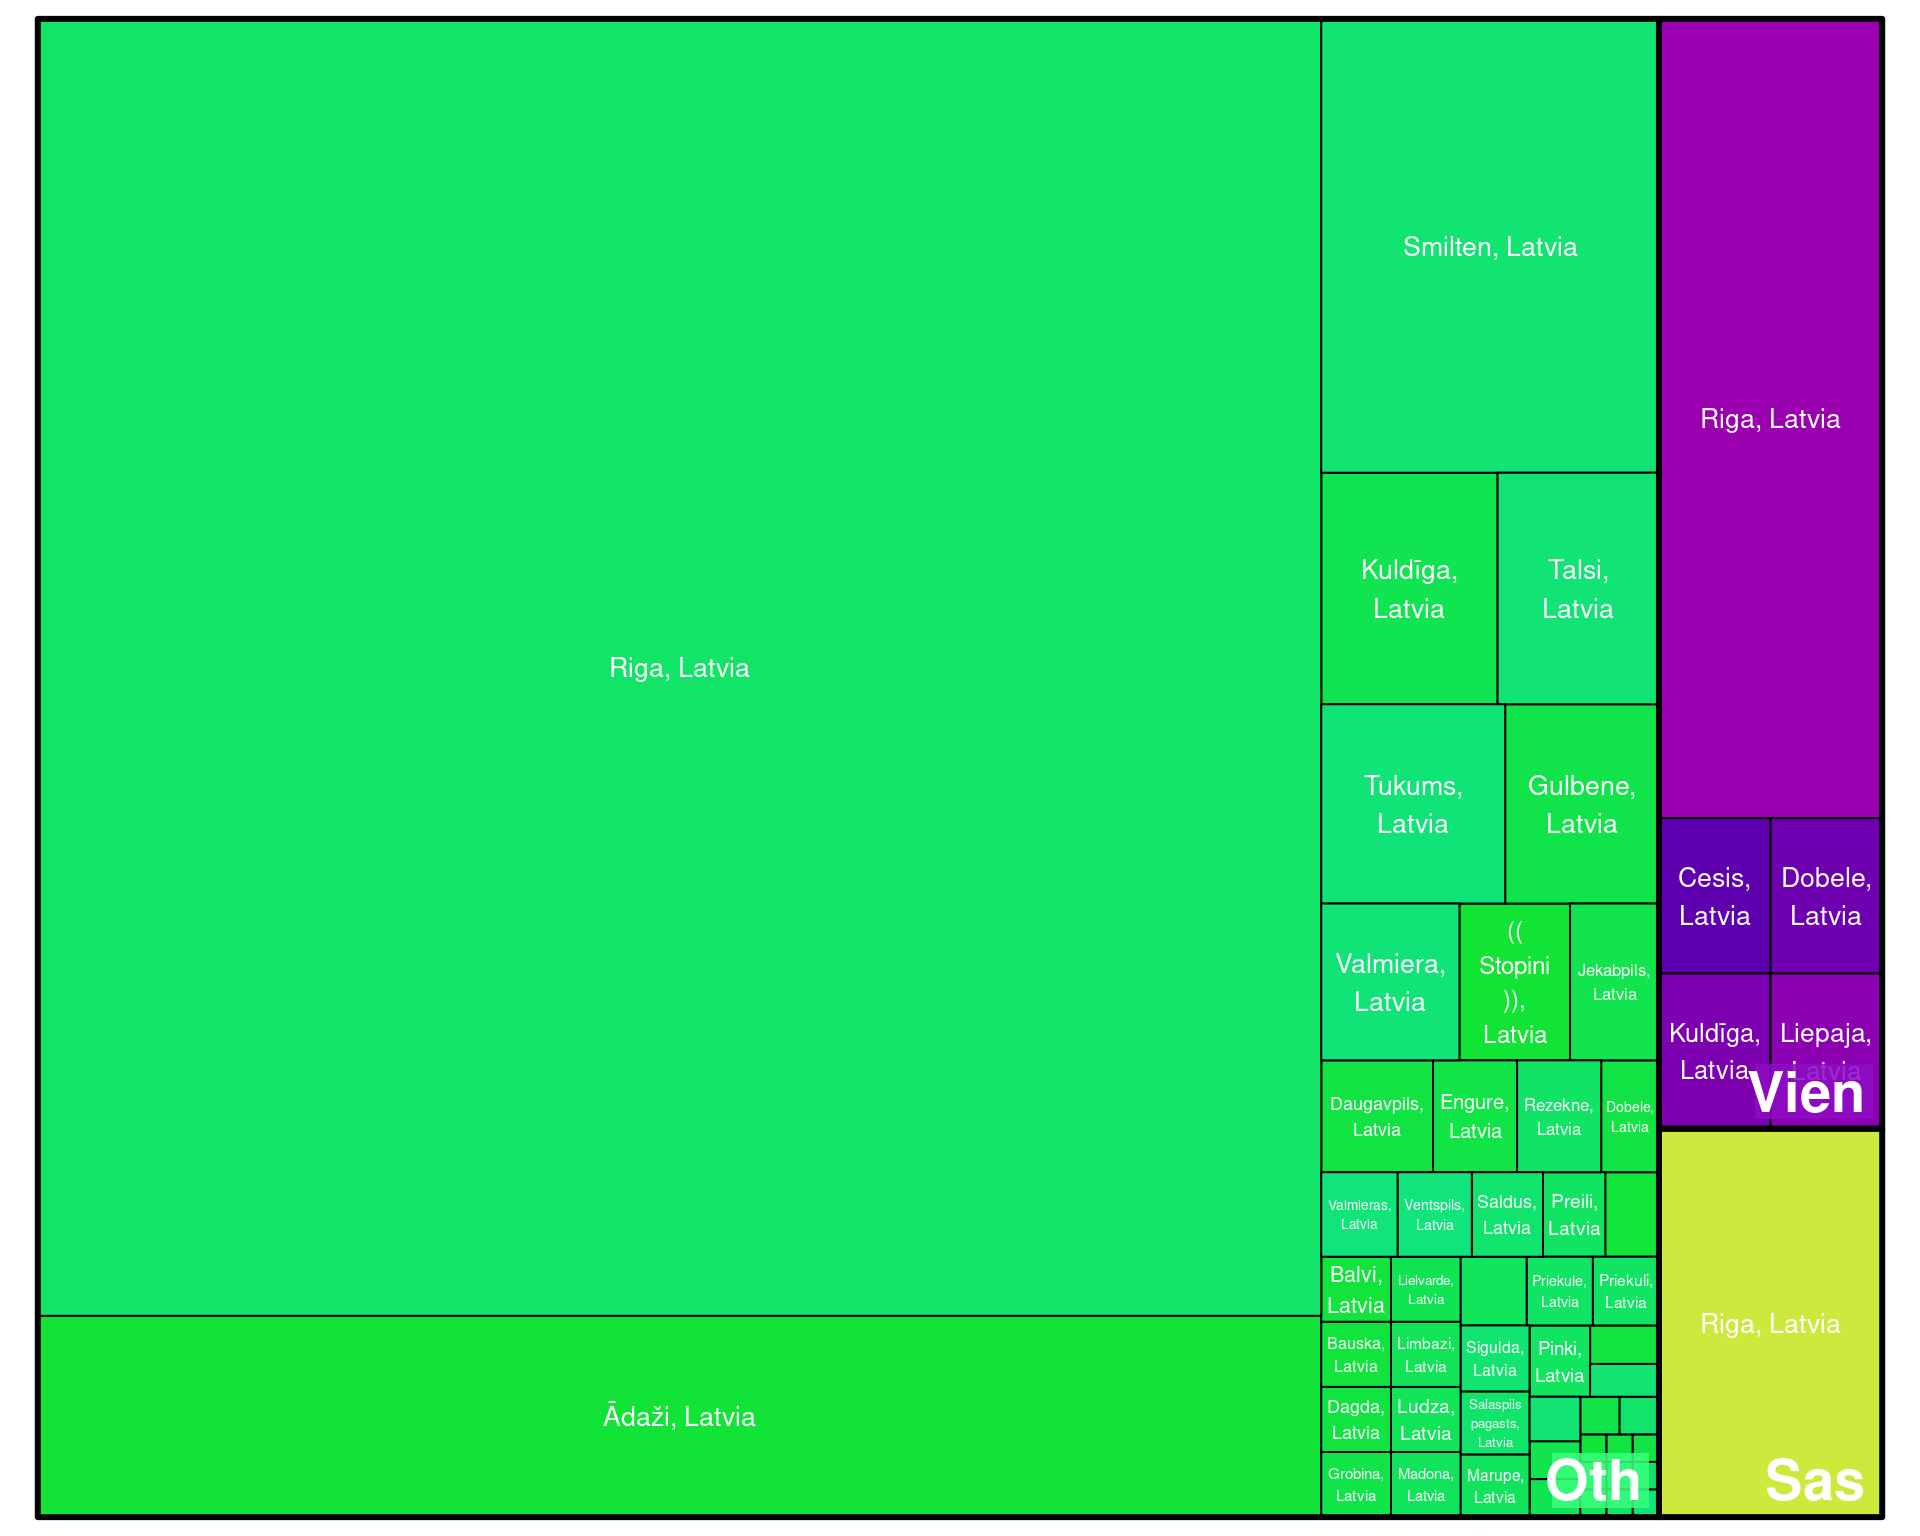 Riga, Latvia
Ādaži, Latvia
Smilten, Latvia
Kuldīga,
Latvia
Talsi,
Latvia
Tukums,
Latvia
Gulbene,
Latvia
Valmiera,
Latvia
((
Stopini
)),
Latvia
Jekabpils,
Latvia
Daugavpils,
Latvia
Engure,
Latvia
Rezekne,
Latvia
Dobele,
Latvia
Valmieras,
Latvia
Ventspils,
Latvia
Saldus,
Latvia
Preili,
Latvia
Balvi,
Latvia
Lielvarde,
Latvia
Priekule,
Latvia
Priekuli,
Latvia
Bauska,
Latvia
Limbazi,
Latvia
Sigulda,
Latvia
Pinki,
Latvia
Dagda,
Latvia
Ludza,
Latvia
Salaspils
pagasts,
Latvia
Grobina,
Latvia
Madona,
Latvia
Marupe,
Latvia
Oth
Riga, Latvia
Cesis,
Latvia
Dobele,
Latvia
Kuldīga,
Latvia
Liepaja,
Latvia
Vien
Riga, Latvia
Sas